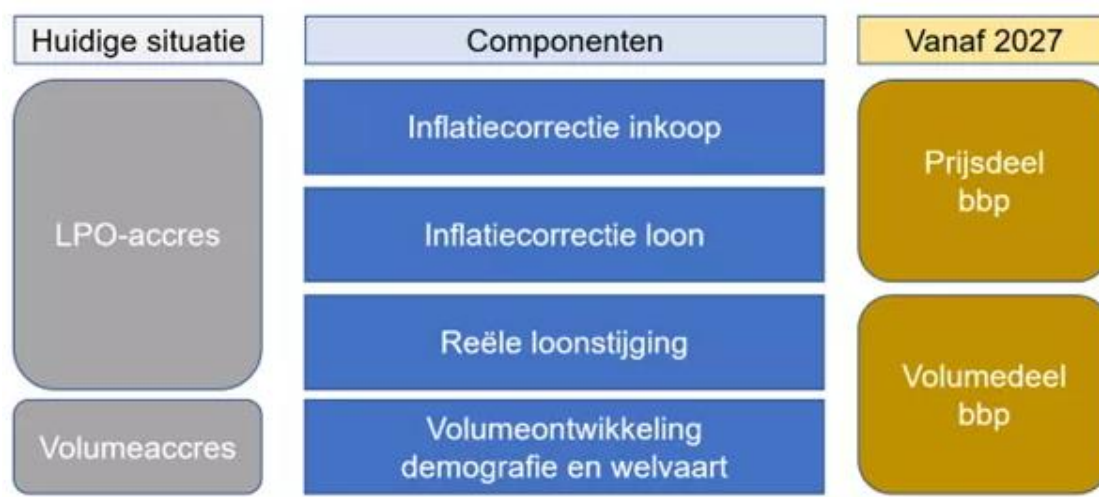 Huidige situatie
Componenten
Vanaf 2027
LPO-accres
Volumeaccres
Inflatiecorrectie inkoop
Inflatiecorrectie loon
Reële loonstijging
Volumeontwikkeling
demografie en welvaart
Prijsdeel
bbp
Volumedeel
bbp